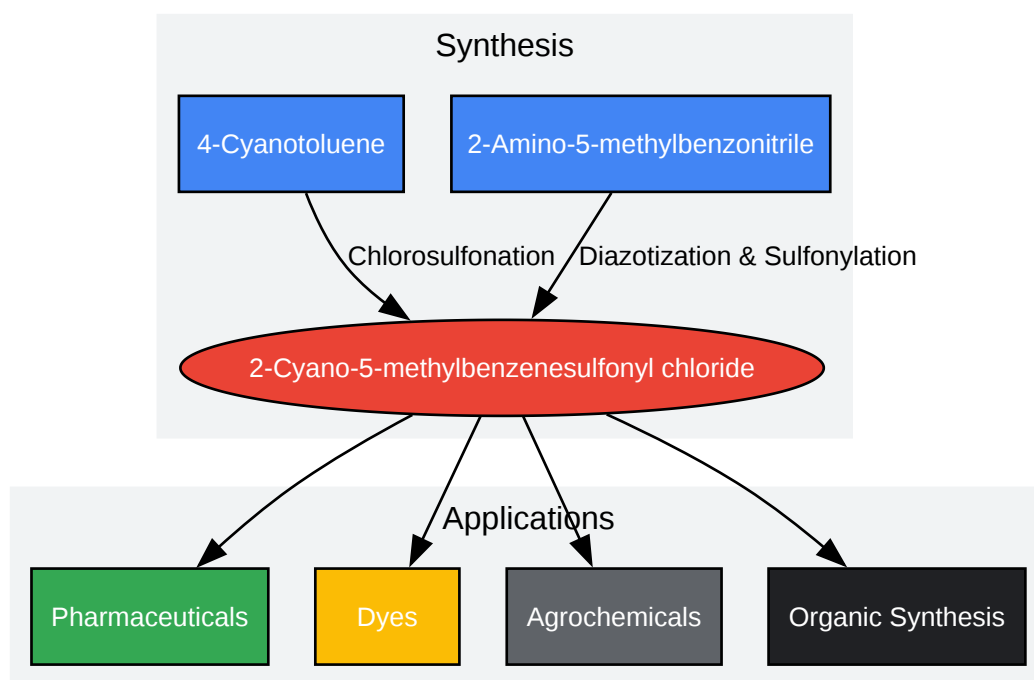 Synthesis
4-Cyanotoluene
2-Amino-5-methylbenzonitrile
Chlorosulfonation
Diazotization & Sulfonylation
2-Cyano-5-methylbenzenesulfonyl chloride
Applications
Pharmaceuticals
Dyes
Agrochemicals
Organic Synthesis